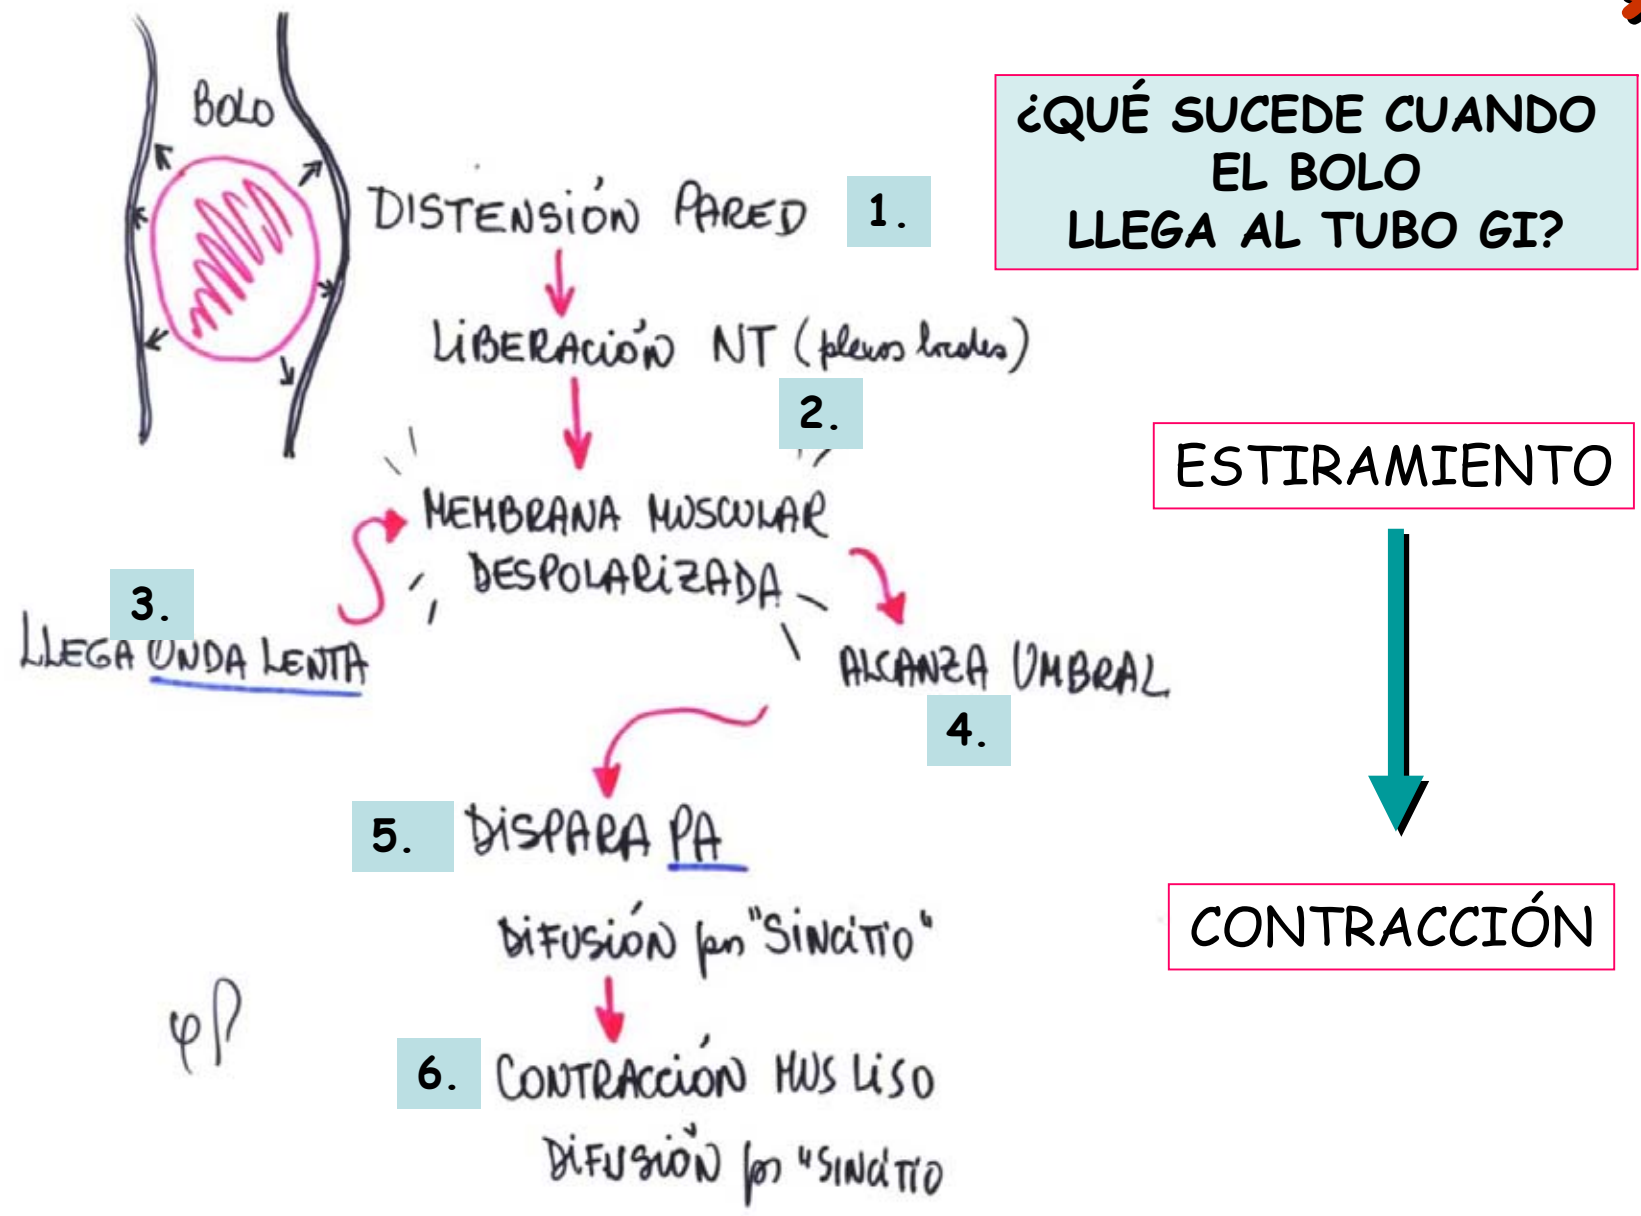 ¿QUÉ SUCEDE CUANDO
EL BOLO
LLEGA AL TUBO GI?
BOLO
DISTENSIÓN PARED 1.
LIBERACIÓN NT (plexos locales)
2.
MEMBRANA MUSCULAR
DESPOLARIZADA
3.
LLEGA ONDA LENTA
ALCANZA UMBRAL
4.
5. DISPARA PA
DIFUSIÓN por "SINCITIO"
6. CONTRACCIÓN MUS LISO
DIFUSIÓN por "SINCITIO
ESTIRAMIENTO
CONTRACCIÓN